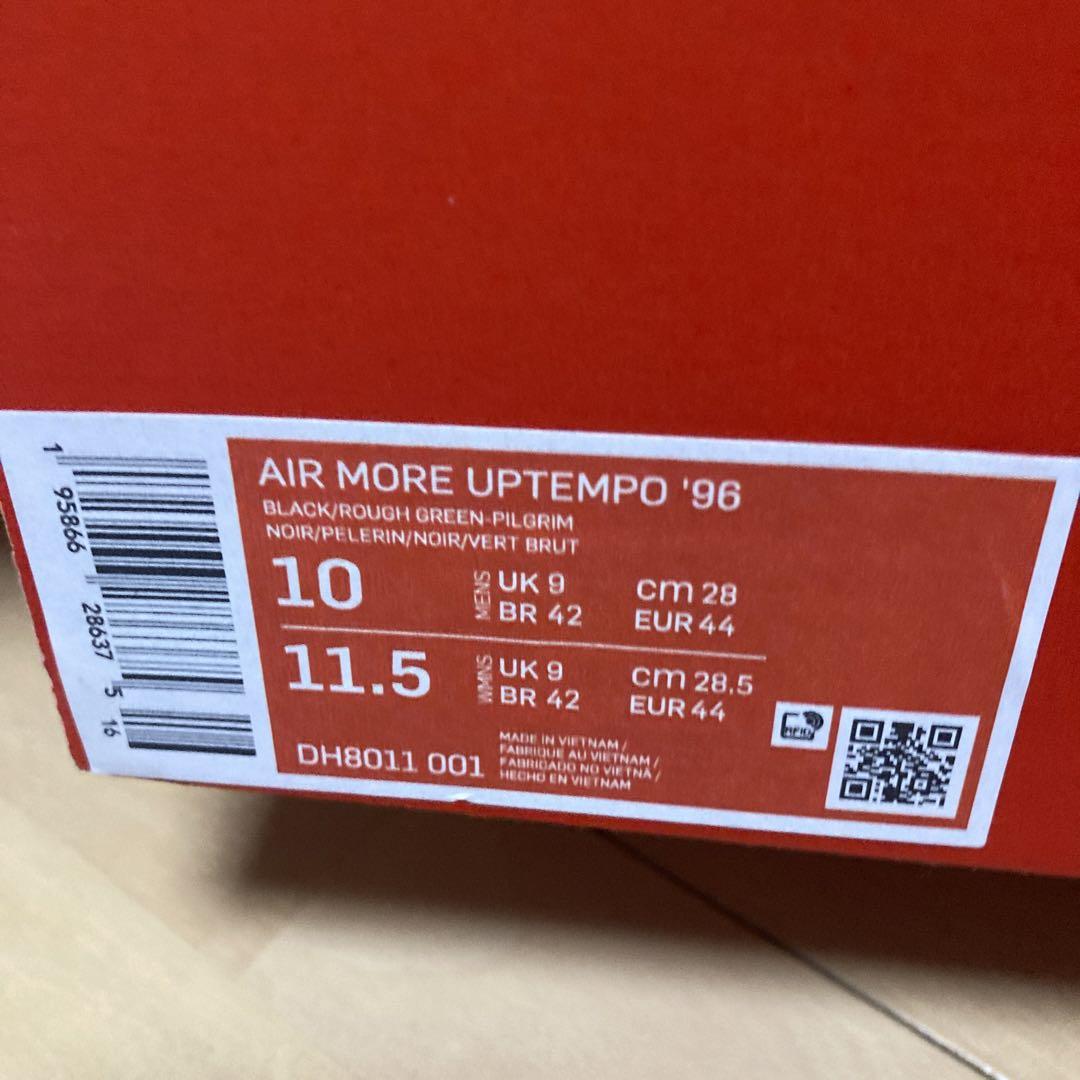 AIR MORE UPTEMPO '96
BLACK/ROUGH GREEN-PILGRIM
NOIR/PELERIN/NOIR/VERT BRUT
10 MENS UK 9 cm 28
BR 42 EUR 44
11.5 WMNS UK 9 cm 28.5
BR 42 EUR 44
DH8011 001
MADE IN VIETNAM /
FABRIQUE AU VIETNAM /
FABRICADO NO VIETNA /
HECHO EN VIETNAM
RFID
1 95866 28637 5 16